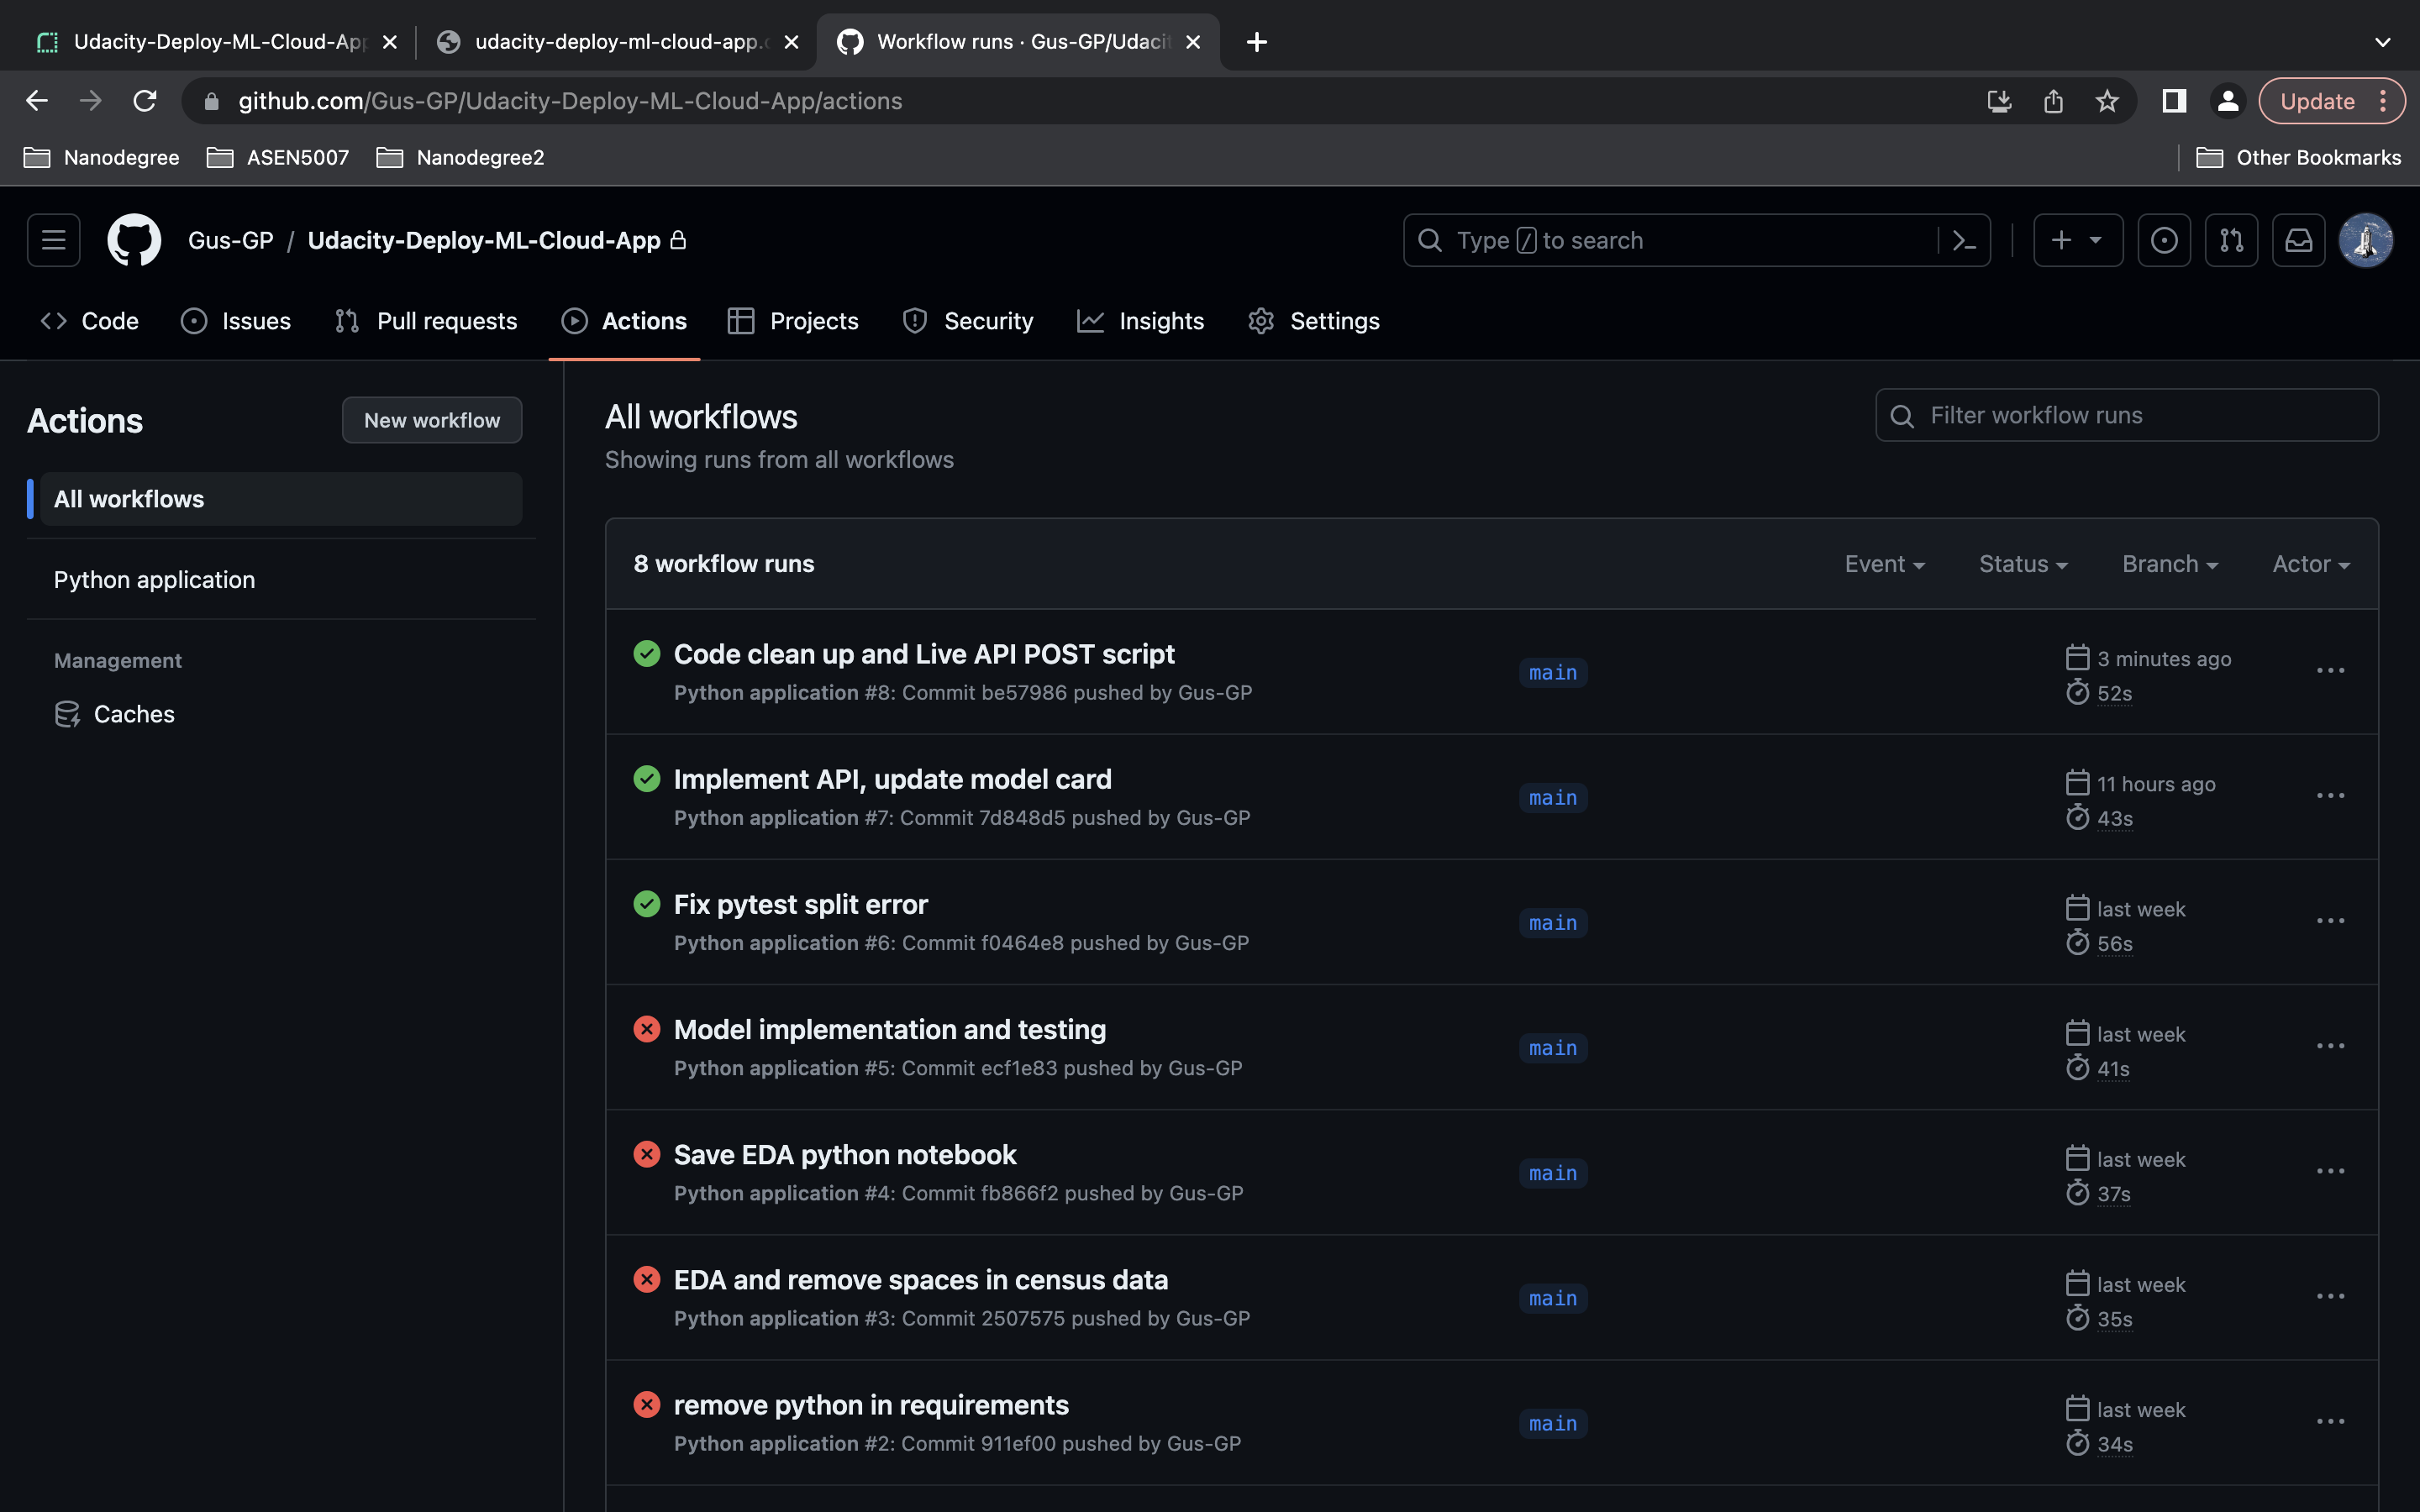 Udacity-Deploy-ML-Cloud-App
udacity-deploy-ml-cloud-app.
Workflow runs · Gus-GP/Udaci
github.com/Gus-GP/Udacity-Deploy-ML-Cloud-App/actions
Update
Nanodegree
ASEN5007
Nanodegree2
Other Bookmarks
Gus-GP / Udacity-Deploy-ML-Cloud-App
Type / to search
Code
Issues
Pull requests
Actions
Projects
Security
Insights
Settings
Actions
New workflow
All workflows
Python application
Management
Caches
All workflows
Showing runs from all workflows
Filter workflow runs
8 workflow runs
Event
Status
Branch
Actor
Code clean up and Live API POST script
Python application #8: Commit be57986 pushed by Gus-GP
main
3 minutes ago
52s
Implement API, update model card
Python application #7: Commit 7d848d5 pushed by Gus-GP
main
11 hours ago
43s
Fix pytest split error
Python application #6: Commit f0464e8 pushed by Gus-GP
main
last week
56s
Model implementation and testing
Python application #5: Commit ecf1e83 pushed by Gus-GP
main
last week
41s
Save EDA python notebook
Python application #4: Commit fb866f2 pushed by Gus-GP
main
last week
37s
EDA and remove spaces in census data
Python application #3: Commit 2507575 pushed by Gus-GP
main
last week
35s
remove python in requirements
Python application #2: Commit 911ef00 pushed by Gus-GP
main
last week
34s